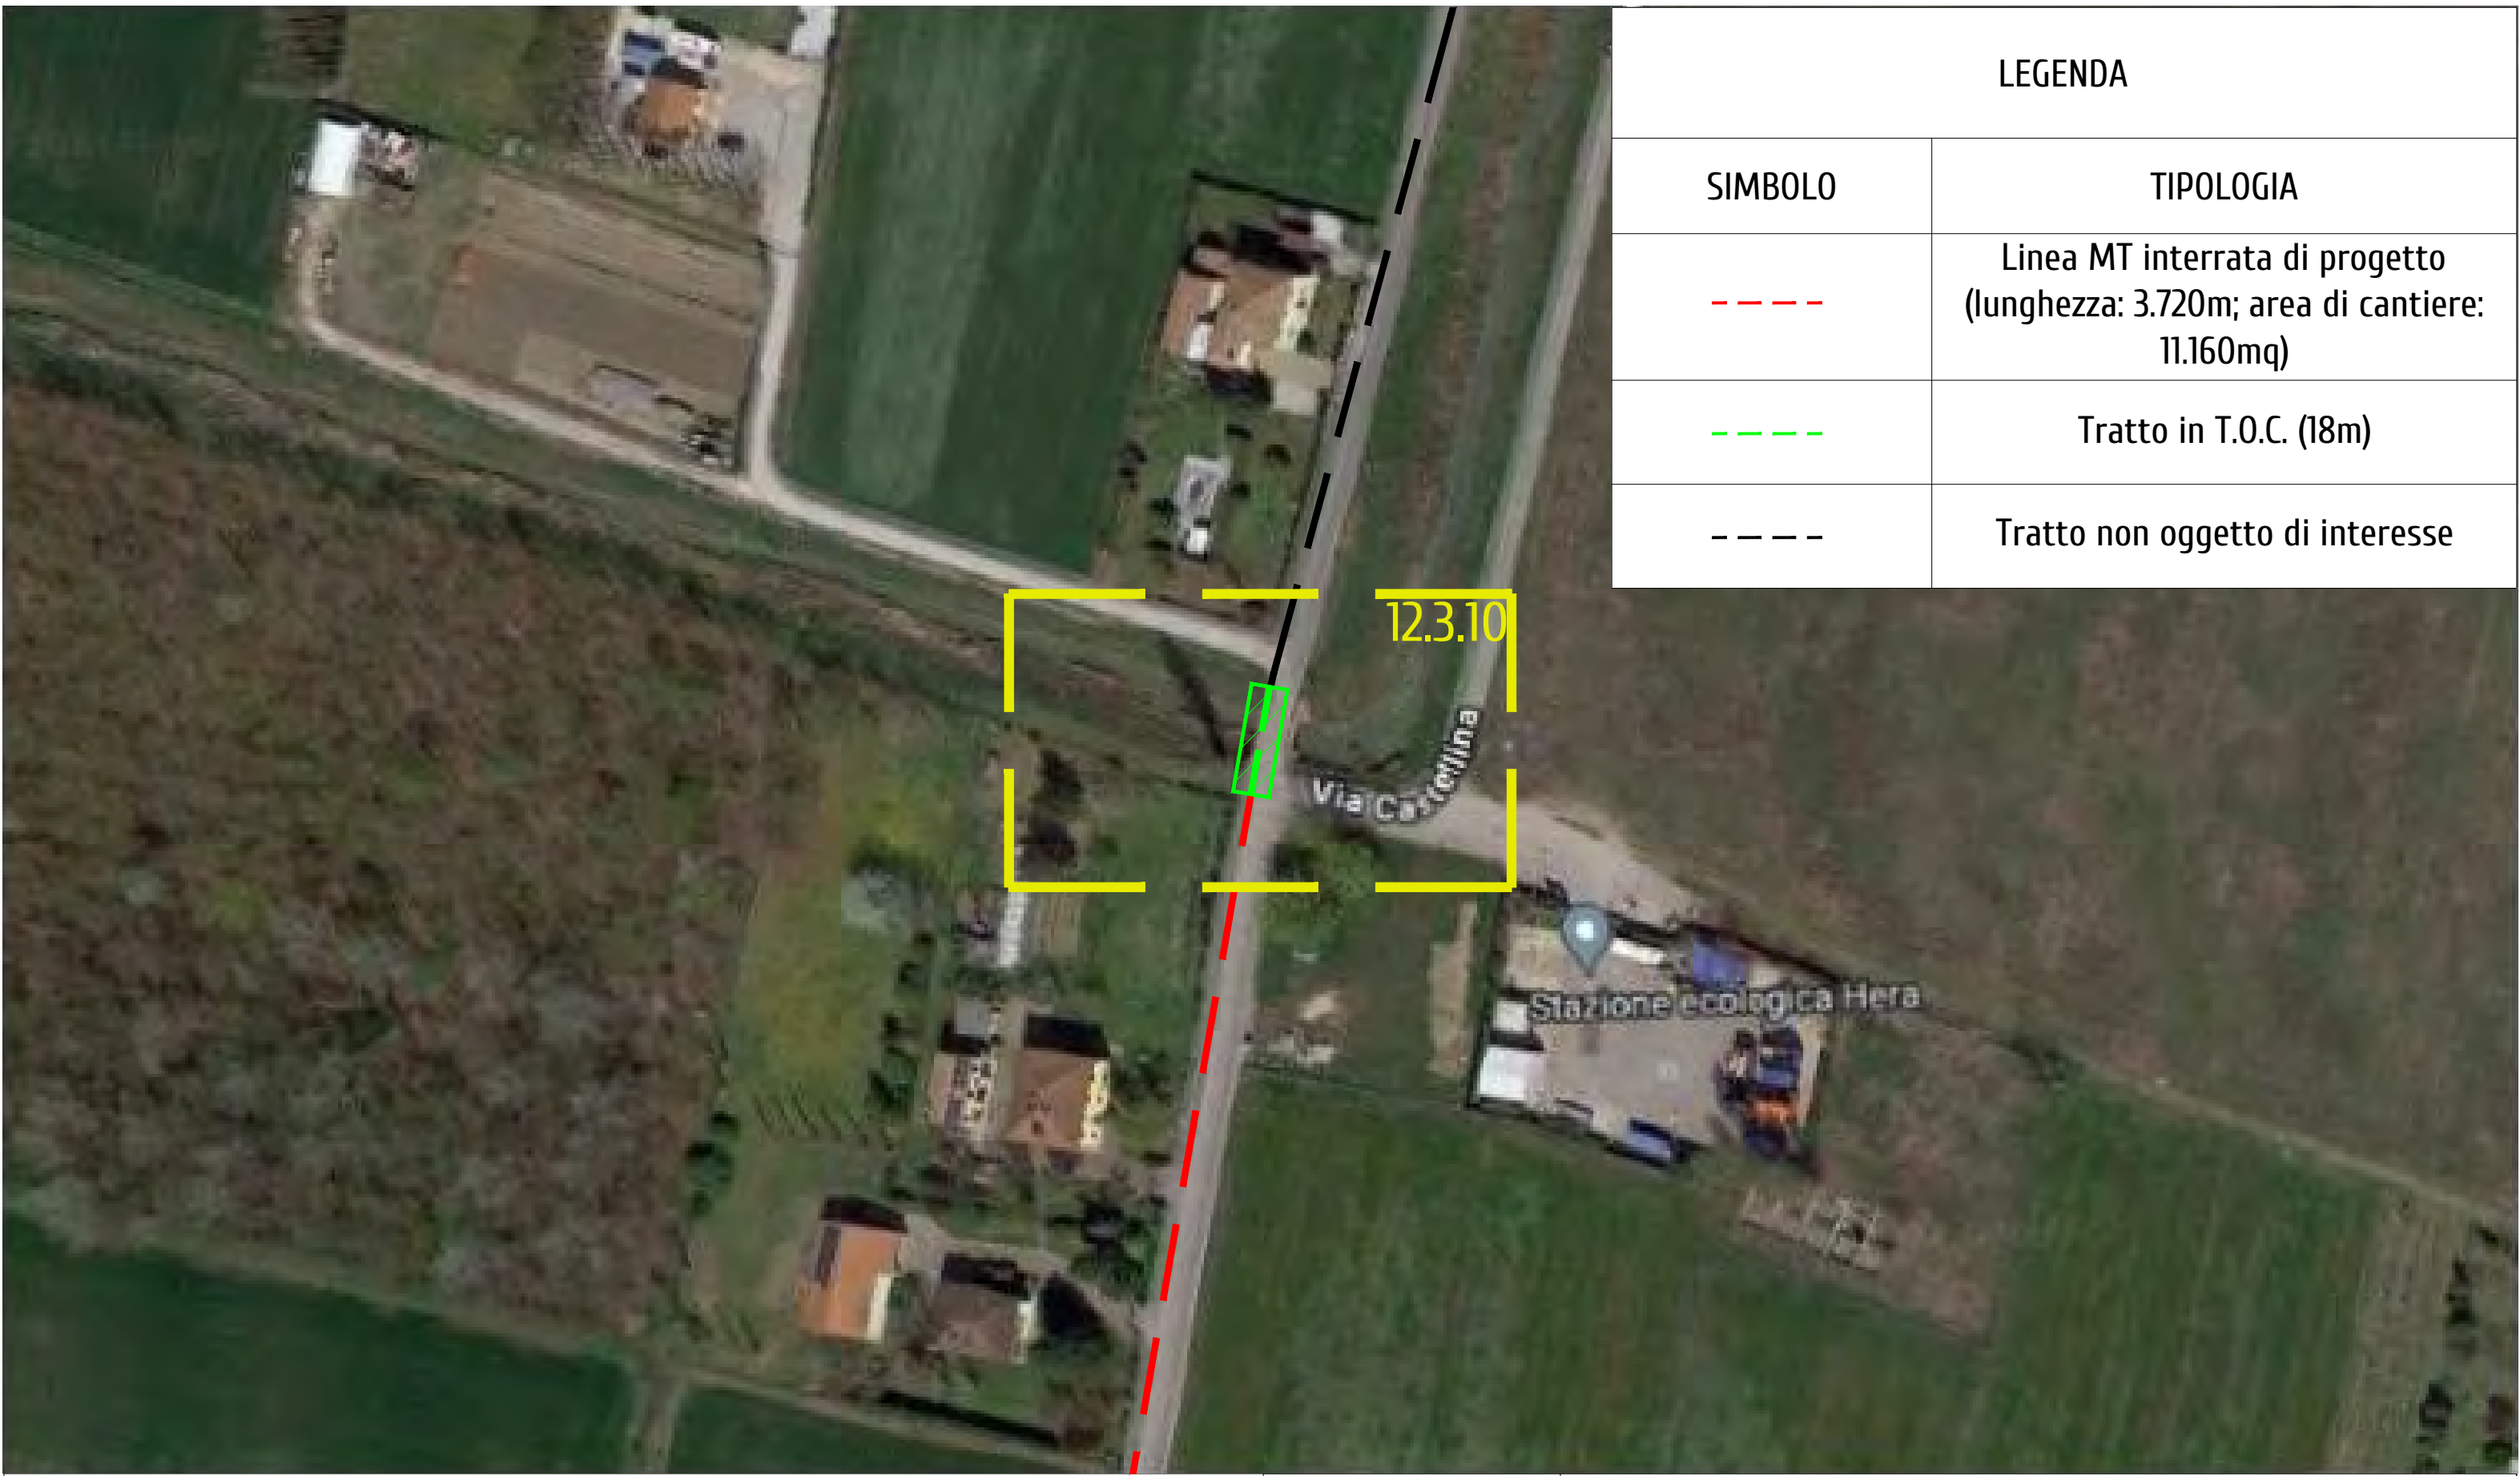 LEGENDA
SIMBOLO
TIPOLOGIA
Linea MT interrata di progetto
(lunghezza: 3.720m; area di cantiere:
11.160mq)
Tratto in T.O.C. (18m)
Tratto non oggetto di interesse
12.3.10
Via Castellina
Stazione ecologica Hera